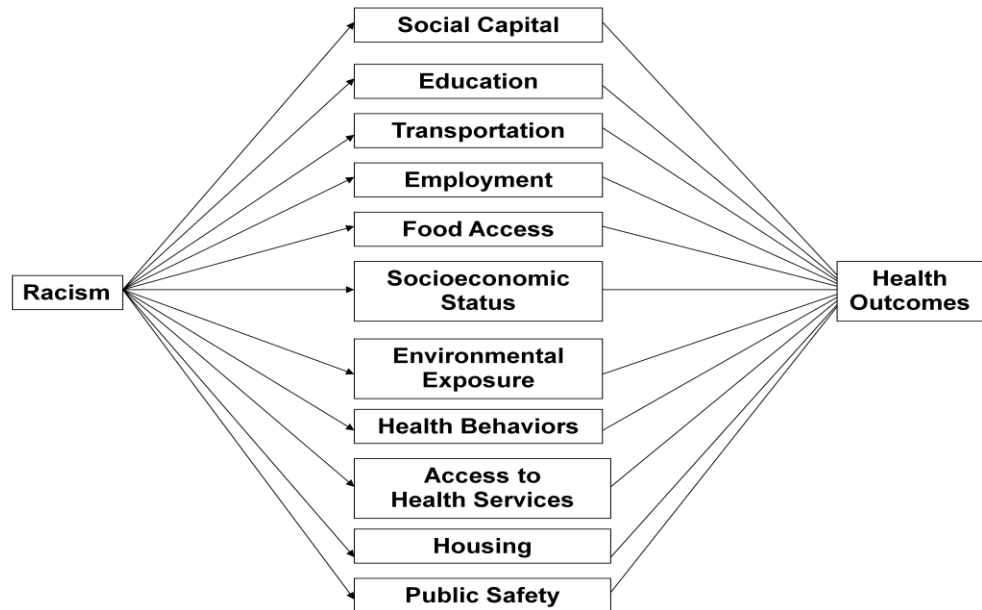 Social Capital
Education
Transportation
Employment
Food Access
Racism
Socioeconomic
Status
Health
Outcomes
Environmental
Exposure
Health Behaviors
Access to
Health Services
Housing
Public Safety